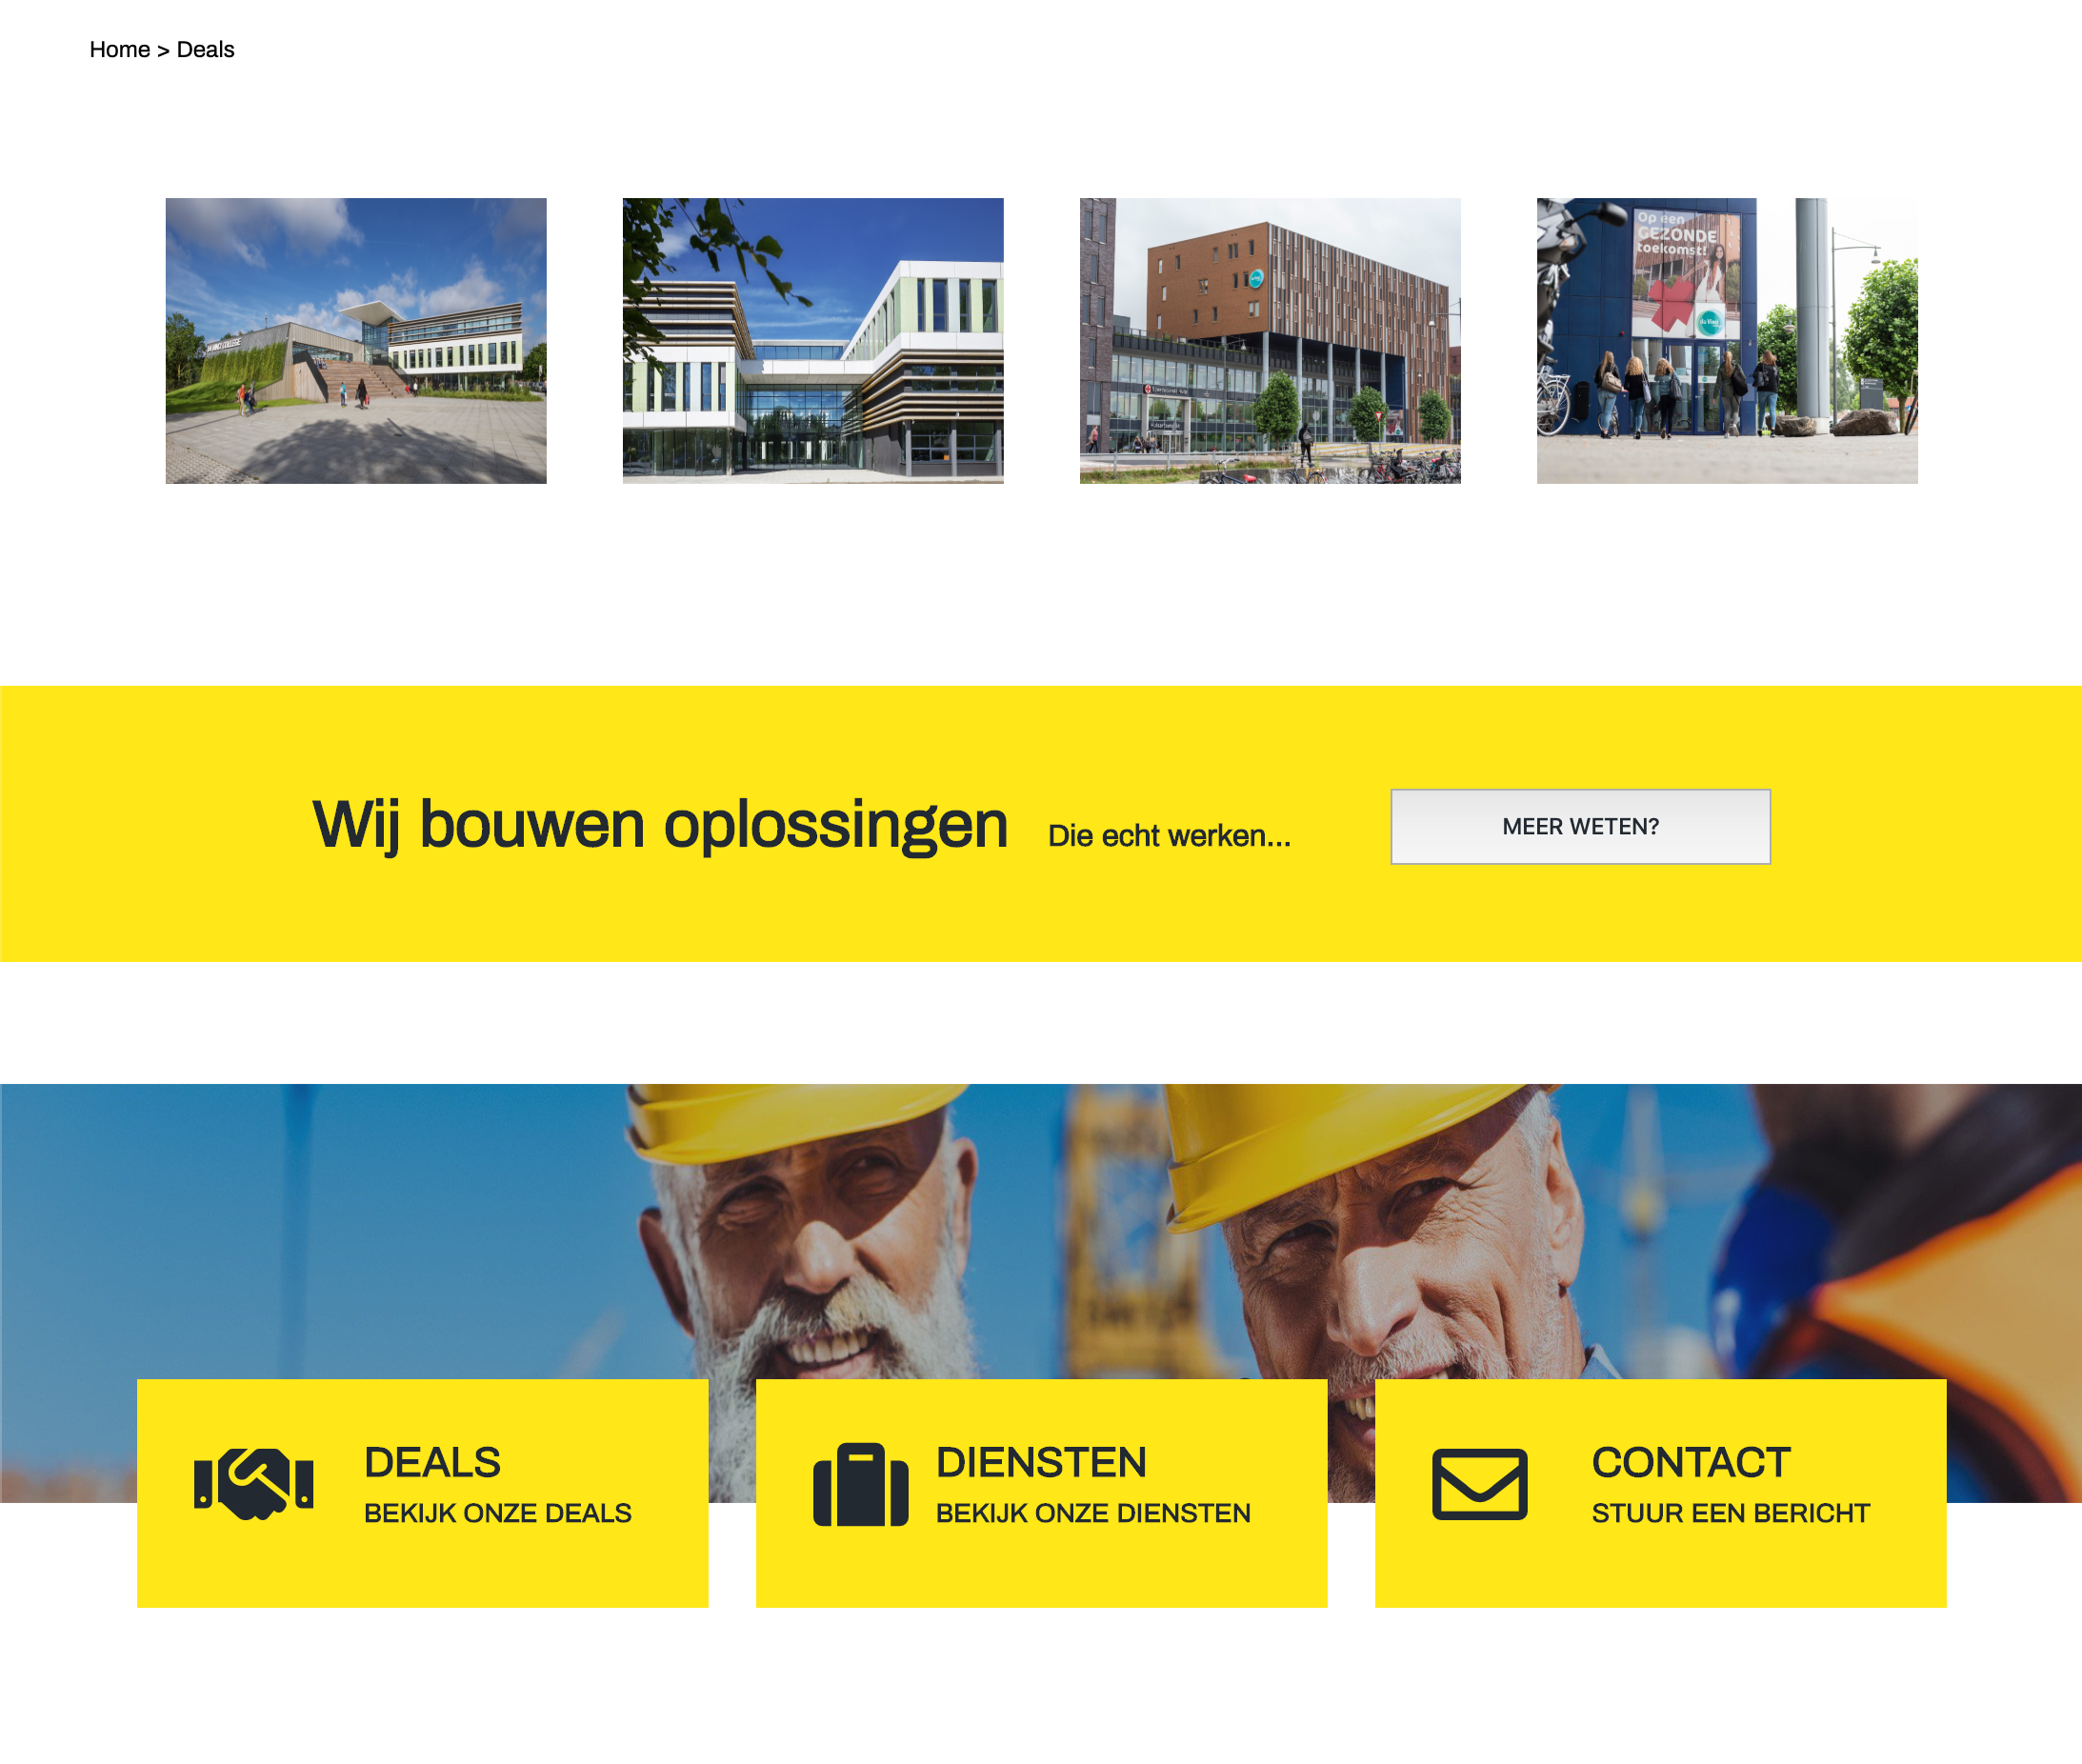 Home > Deals
Op een
GEZONDE
toekomst!
Wij bouwen oplossingen
Die echt werken...
MEER WETEN?
DEALS
BEKIJK ONZE DEALS
DIENSTEN
BEKIJK ONZE DIENSTEN
CONTACT
STUUR EEN BERICHT